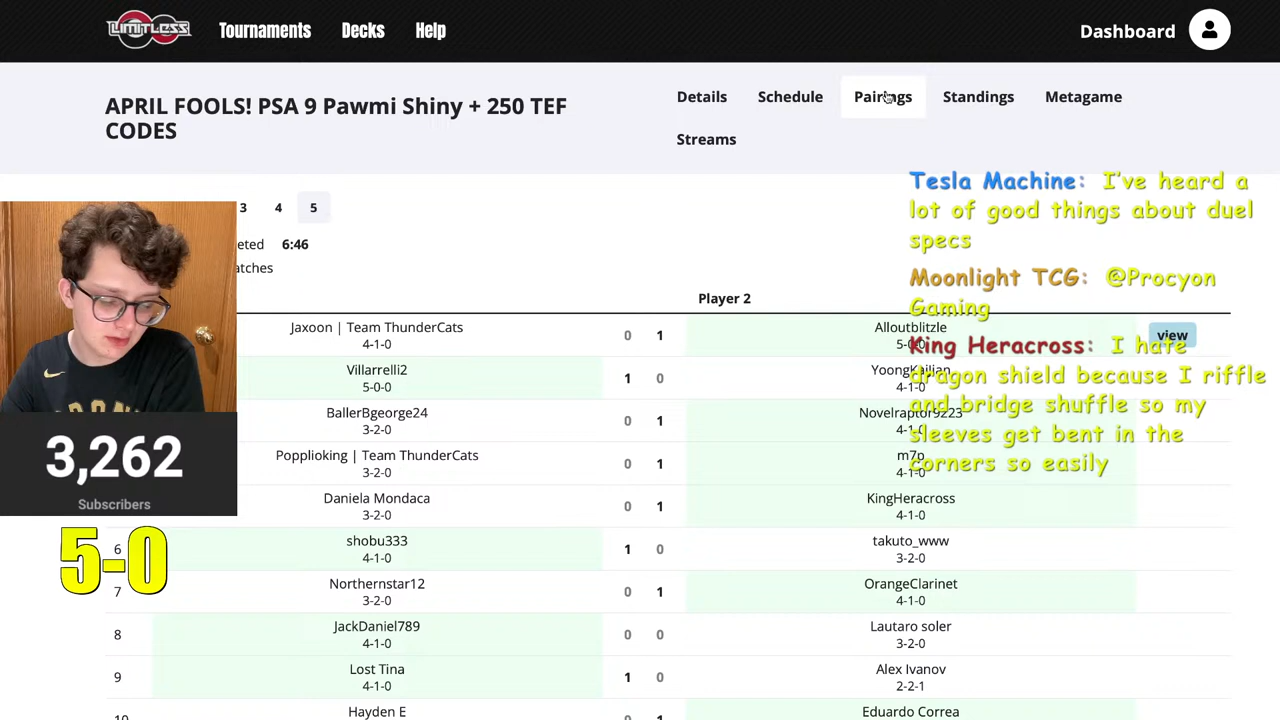 LIMITLESS
Tournaments
Decks
Help
Dashboard
APRIL FOOLS! PSA 9 Pawmi Shiny + 250 TEF
CODES
Details
Schedule
Pairings
Standings
Metagame
Streams
Tesla Machine: I've heard a
lot of good things about duel
specs
Moonlight TCG: @Procyon
Gaming
King Heracross: I hate
dragon shield because I riffle
and bridge shuffle so my
sleeves get bent in the
corners so easily
3 4 5
eted 6:46
atches
Player 2
Jaxoon | Team ThunderCats
4-1-0
0 1
Alloutblitzle
view
Villarrelli2
5-0-0
1 0
4-1-0
BallerBgeorge24
3-2-0
0 1
Popplioking | Team ThunderCats
3-2-0
0 1
m7p
4-1-0
Daniela Mondaca
3-2-0
0 1
KingHeracross
4-1-0
6
shobu333
4-1-0
1 0
takuto_www
3-2-0
7
Northernstar12
3-2-0
0 1
OrangeClarinet
4-1-0
8
JackDaniel789
4-1-0
0 0
Lautaro soler
3-2-0
9
Lost Tina
4-1-0
1 0
Alex Ivanov
2-2-1
10
Hayden E
0 1
Eduardo Correa
3,262
Subscribers
5-0